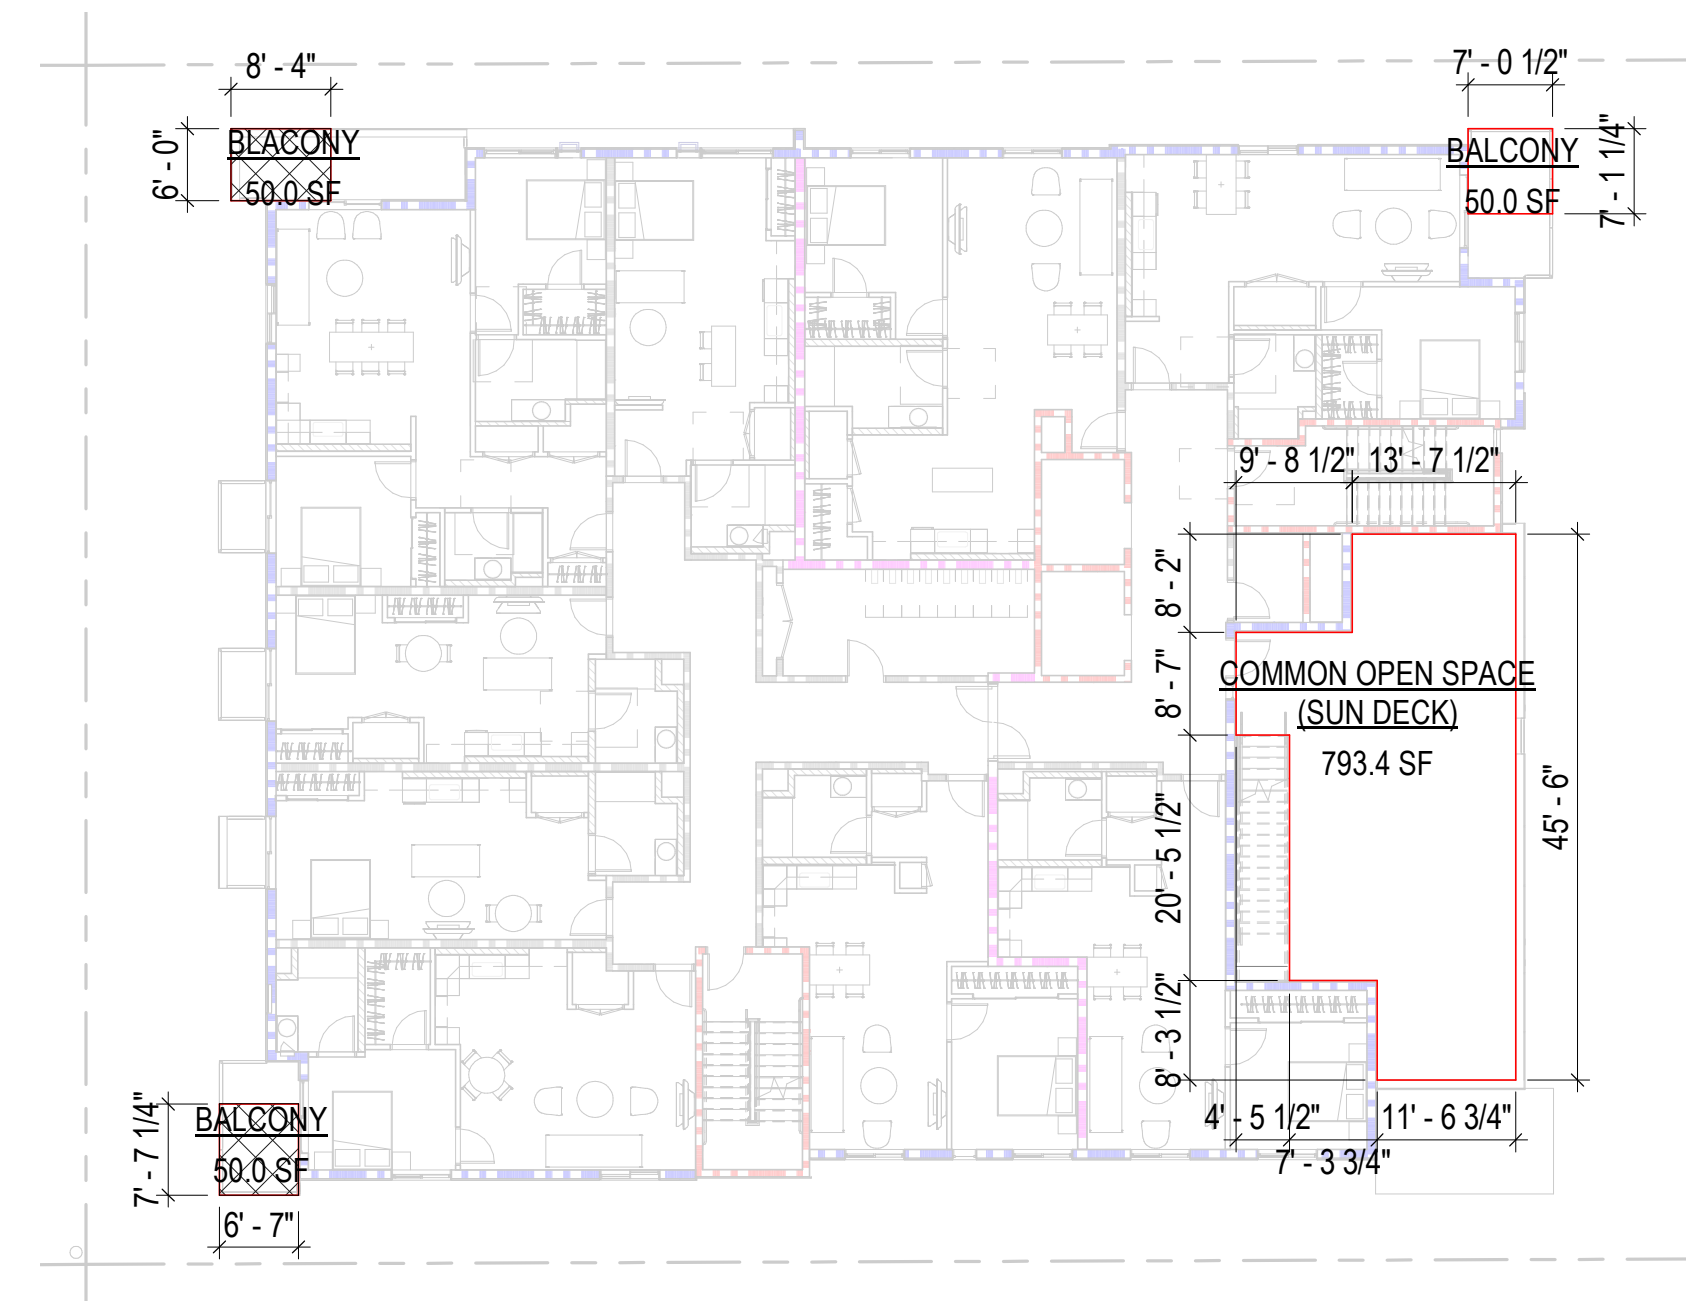 8' - 4"
7' - 0 1/2"
6' - 0"
BLACONY
50.0 SF
BALCONY
50.0 SF
7' - 1 1/4"
9' - 8 1/2"
13' - 7 1/2"
8' - 2"
8' - 7"
COMMON OPEN SPACE
(SUN DECK)
793.4 SF
20' - 5 1/2"
45' - 6"
8' - 3 1/2"
4' - 5 1/2"
11' - 6 3/4"
7' - 3 3/4"
7' - 7 1/4"
BALCONY
50.0 SF
6' - 7"